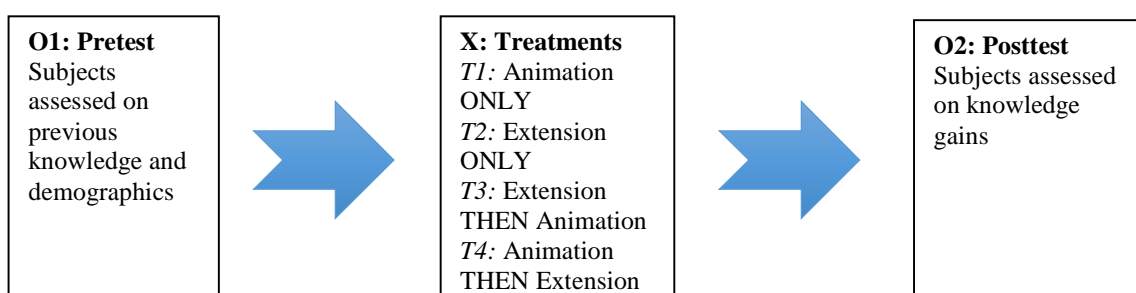 O1: Pretest
Subjects
assessed on
previous
knowledge and
demographics
X: Treatments
T1: Animation
ONLY
T2: Extension
ONLY
T3: Extension
THEN Animation
T4: Animation
THEN Extension
O2: Posttest
Subjects assessed
on knowledge
gains